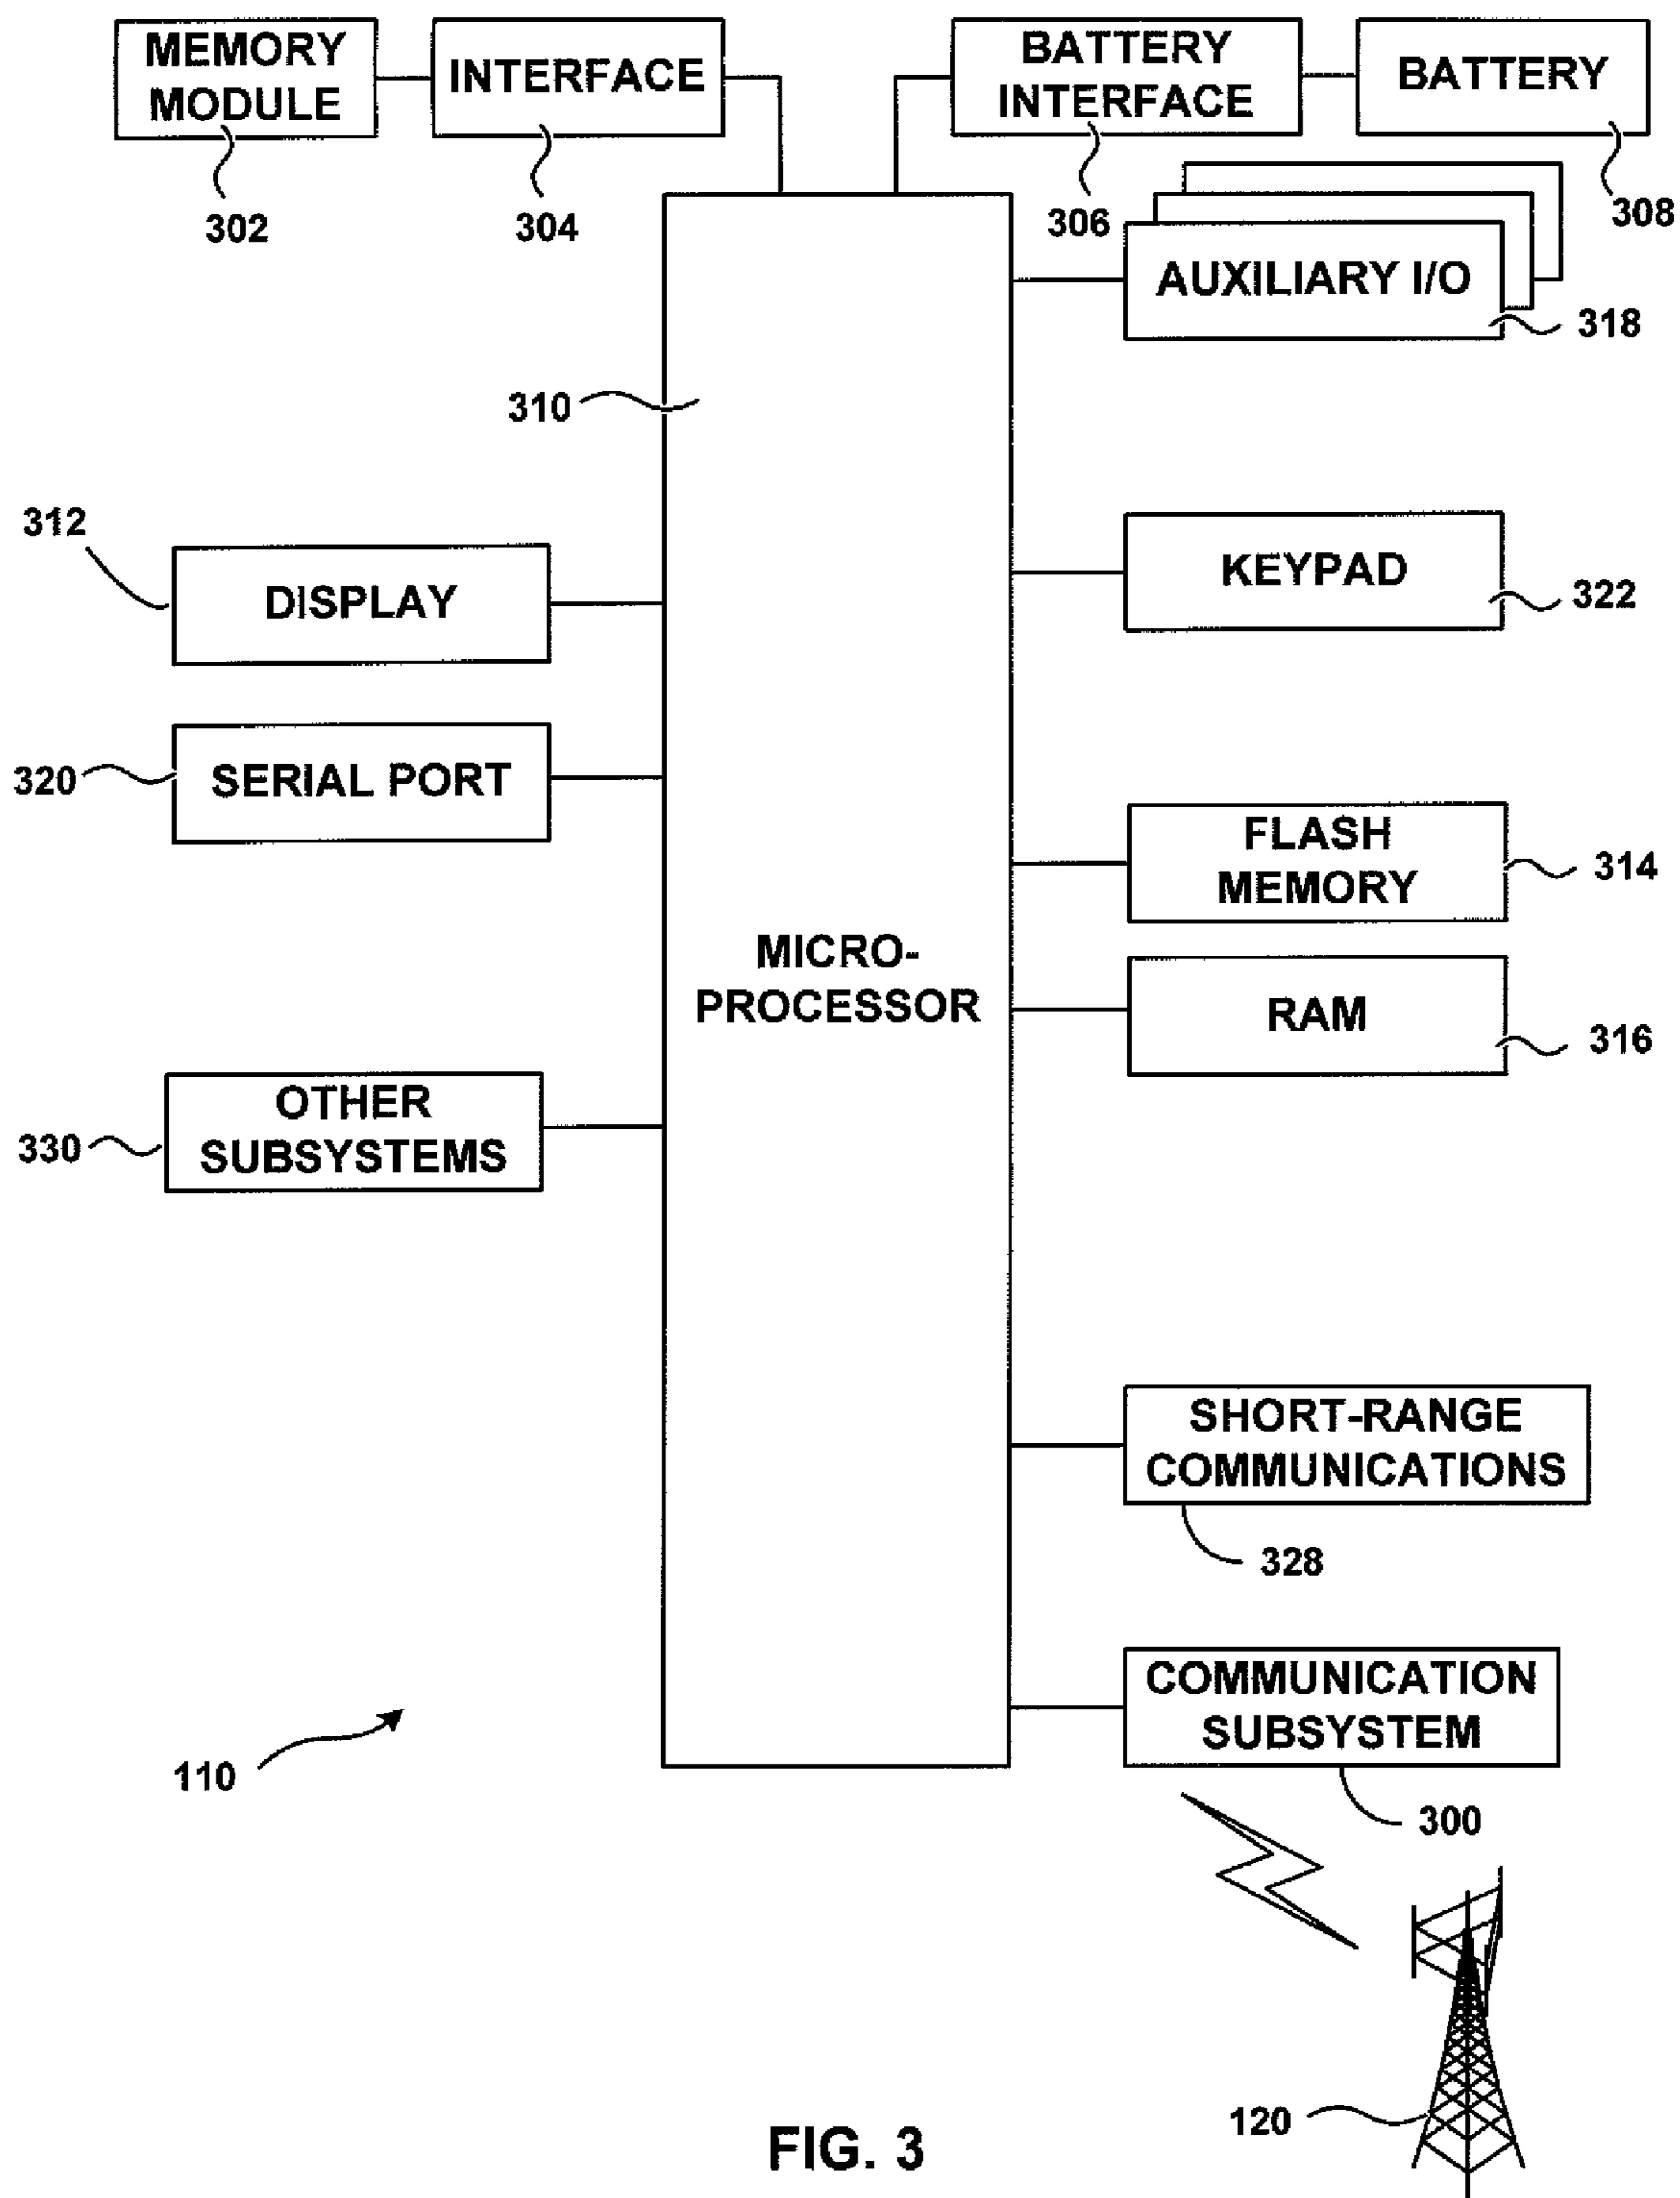 MEMORY
MODULE
INTERFACE
BATTERY
INTERFACE
BATTERY
302
304
306
308
AUXILIARY I/O
318
310
312
DISPLAY
KEYPAD
322
320
SERIAL PORT
FLASH
MEMORY
314
MICRO-
PROCESSOR
RAM
316
OTHER
SUBSYSTEMS
330
SHORT-RANGE
COMMUNICATIONS
328
COMMUNICATION
SUBSYSTEM
300
110
120
FIG. 3